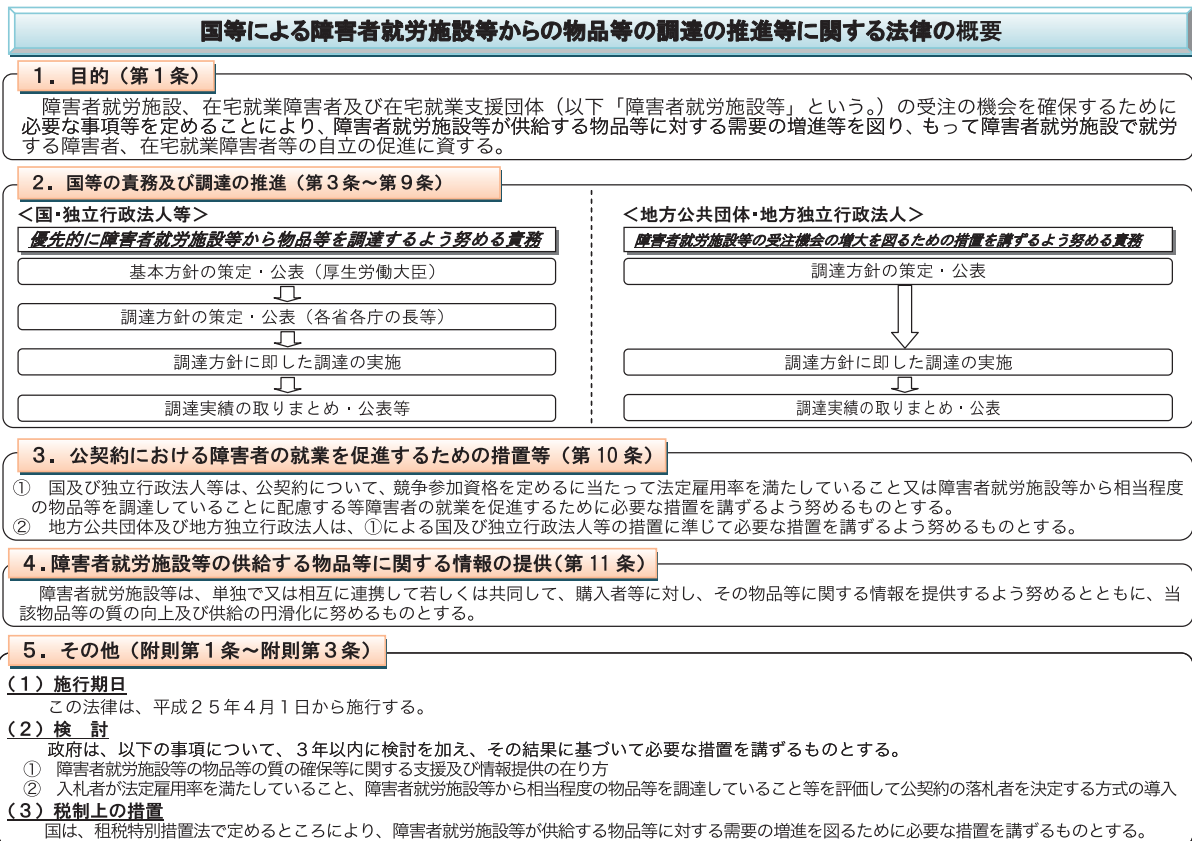 国等による障害者就労施設等からの物品等の調達の推進等に関する法律の概要
１．目的（第１条）
障害者就労施設、在宅就業障害者及び在宅就業支援団体（以下「障害者就労施設等」という。）の受注の機会を確保するために
必要な事項等を定めることにより、障害者就労施設等が供給する物品等に対する需要の増進等を図り、もって障害者就労施設で就労
する障害者、在宅就業障害者等の自立の促進に資する。
２．国等の責務及び調達の推進（第３条～第９条）
＜国・独立行政法人等＞
優先的に障害者就労施設等から物品等を調達するよう努める責務
基本方針の策定・公表（厚生労働大臣）
調達方針の策定・公表（各省各庁の長等）
調達方針に即した調達の実施
調達実績の取りまとめ・公表等
＜地方公共団体・地方独立行政法人＞
障害者就労施設等の受注機会の増大を図るための措置を講ずるよう努める責務
調達方針の策定・公表
調達方針に即した調達の実施
調達実績の取りまとめ・公表
３．公契約における障害者の就業を促進するための措置等（第 10 条）
① 国及び独立行政法人等は、公契約について、競争参加資格を定めるに当たって法定雇用率を満たしていること又は障害者就労施設等から相当程度
の物品等を調達していることに配慮する等障害者の就業を促進するために必要な措置を講ずるよう努めるものとする。
② 地方公共団体及び地方独立行政法人は、①による国及び独立行政法人等の措置に準じて必要な措置を講ずるよう努めるものとする。
４．障害者就労施設等の供給する物品等に関する情報の提供（第 11 条）
障害者就労施設等は、単独で又は相互に連携して若しくは共同して、購入者等に対し、その物品等に関する情報を提供するよう努めるとともに、当
該物品等の質の向上及び供給の円滑化に努めるものとする。
５．その他（附則第１条～附則第３条）
（１）施行期日
この法律は、平成２５年４月１日から施行する。
（２）検　討
政府は、以下の事項について、３年以内に検討を加え、その結果に基づいて必要な措置を講ずるものとする。
① 障害者就労施設等の物品等の質の確保等に関する支援及び情報提供の在り方
② 入札者が法定雇用率を満たしていること、障害者就労施設等から相当程度の物品等を調達していること等を評価して公契約の落札者を決定する方式の導入
（３）税制上の措置
国は、租税特別措置法で定めるところにより、障害者就労施設等が供給する物品等に対する需要の増進を図るために必要な措置を講ずるものとする。